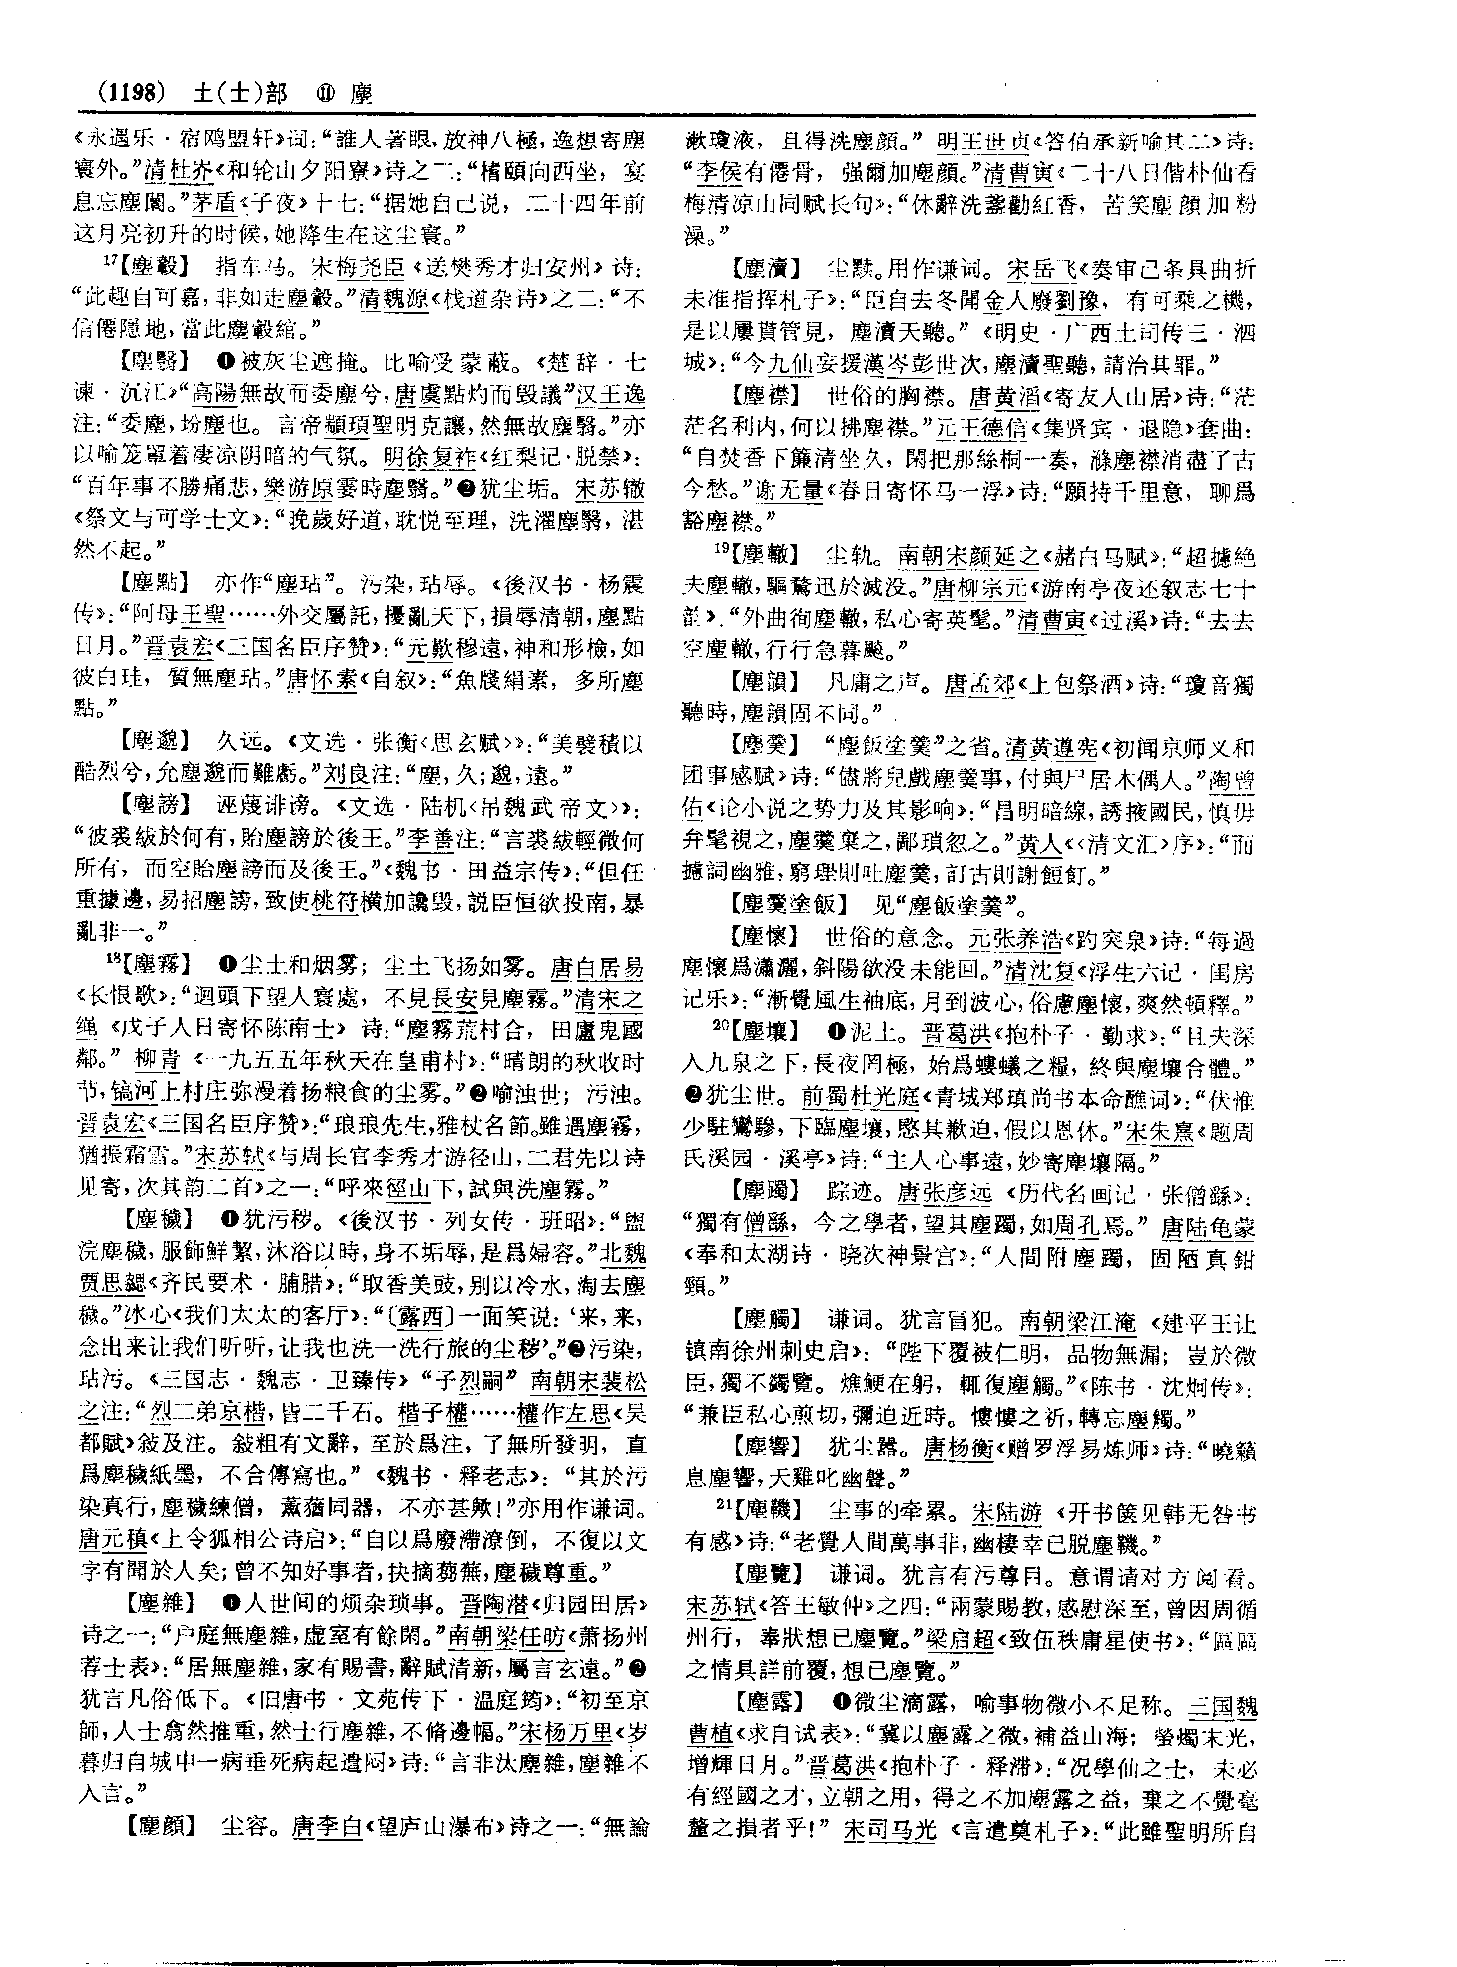 (1198) 土(士)部 ⑪ 塵
《永遇乐·宿鸥盟轩》词：“誰人著眼，放神八極，逸想寄塵
寰外。”清杜岕《和轮山夕阳寮》诗之二：“榰頤向西坐，宴
息忘塵闠。”茅盾《子夜》十七：“据她自己说，二十四年前
这月亮初升的时候，她降生在这尘寰。”
17【塵轂】 指车马。宋梅尧臣《送樊秀才归安州》诗：
“此趣自可嘉，非如走塵轂。”清魏源《栈道杂诗》之二：“不
信僊隱地，當此塵轂綰。”
【塵翳】 ❶被灰尘遮掩。比喻受蒙蔽。《楚辞·七
谏·沉江》“高陽無故而委塵兮，唐虞點灼而毀議”汉王逸
注：“委塵，坋塵也。言帝顓頊聖明克讓，然無故塵翳。”亦
以喻笼罩着凄凉阴暗的气氛。明徐复祚《红梨记·脱禁》：
“百年事不勝痛悲，樂游原霎時塵翳。”❷犹尘垢。宋苏辙
《祭文与可学士文》：“挽歲好道，耽悦至理，洗濯塵翳，湛
然不起。”
【塵點】 亦作“塵玷”。污染，玷辱。《後汉书·杨震
传》：“阿母王聖……外交屬託，擾亂天下，損辱清朝，塵點
日月。”晋袁宏《三国名臣序赞》：“元歎穆遠，神和形檢，如
彼白珪，質無塵玷。”唐怀素《自叙》：“魚牋絹素，多所塵
點。”
【塵邈】 久远。《文选·张衡〈思玄赋〉》：“美襞積以
酷烈兮，允塵邈而難虧。”刘良注：“塵，久；邈，遠。”
【塵謗】 诬蔑诽谤。《文选·陆机〈吊魏武帝文〉》：
“彼裘紱於何有，貽塵謗於後王。”李善注：“言裘紱輕微何
所有，而空貽塵謗而及後王。”《魏书·田益宗传》：“但任
重據邊，易招塵謗，致使桃符横加讒毁，説臣恒欲投南，暴
亂非一。”
18【塵霧】 ❶尘土和烟雾；尘土飞扬如雾。唐白居易
《长恨歌》：“迴頭下望人寰處，不見長安見塵霧。”清宋之
绳《戊子人日寄怀陈南士》诗：“塵霧荒村合，田廬鬼國
鄰。”柳青《一九五五年秋天在皇甫村》：“晴朗的秋收时
节，镐河上村庄弥漫着扬粮食的尘雾。”❷喻浊世；污浊。
晋袁宏《三国名臣序赞》：“琅琅先生，雅杖名節。雖遇塵霧，
猶振霜雪。”宋苏轼《与周长官李秀才游径山，二君先以诗
见寄，次其韵二首》之一：“呼來徑山下，試與洗塵霧。”
【塵穢】 ❶犹污秽。《後汉书·列女传·班昭》：“盥
浣塵穢，服飾鮮絜，沐浴以時，身不垢辱，是爲婦容。”北魏
贾思勰《齐民要术·脯腊》：“取香美豉，别以冷水，淘去塵
穢。”冰心《我们太太的客厅》：“〔露西〕一面笑说：‘来，来，
念出来让我们听听，让我也洗一洗行旅的尘秽’。”❷污染，
玷污。《三国志·魏志·卫臻传》“子烈嗣”南朝宋裴松
之注：“烈二弟京楷，皆二千石。楷子權……權作左思《吴
都賦》敍及注。敍粗有文辭，至於爲注，了無所發明，直
爲塵穢紙墨，不合傳寫也。”《魏书·释老志》：“其於污
染真行，塵穢練僧，薰蕕同器，不亦甚歟！”亦用作谦词。
唐元稹《上令狐相公诗启》：“自以爲廢滯潦倒，不復以文
字有聞於人矣；曾不知好事者，抉摘蒭蕪，塵穢尊重。”
【塵雜】 ❶人世间的烦杂琐事。晋陶潜《归园田居》
诗之一：“户庭無塵雜，虚室有餘閑。”南朝梁任昉《萧扬州
荐士表》：“居無塵雜，家有賜書，辭賦清新，屬言玄遠。”❷
犹言凡俗低下。《旧唐书·文苑传下·温庭筠》：“初至京
師，人士翕然推重，然士行塵雜，不脩邊幅。”宋杨万里《岁
暮归自城中一病垂死病起遣闷》诗：“言非汰塵雜，塵雜不
入言。”
【塵顔】 尘容。唐李白《望庐山瀑布》诗之一：“無論
漱瓊液，且得洗塵顔。”明王世贞《答伯承新喻其二》诗：
“李侯有僊骨，强爾加塵顔。”清曹寅《二十八日偕朴仙看
梅清凉山同赋长句》：“休辭洗盞勸紅香，苦笑塵顔加粉
澡。”
【塵瀆】 尘黩。用作谦词。宋岳飞《奏审己条具曲折
未准指挥札子》：“臣自去冬聞金人廢劉豫，有可乘之機，
是以屢貢管見，塵瀆天聽。”《明史·广西土司传三·泗
城》：“今九仙妄援漢岑彭世次，塵瀆聖聽，請治其罪。”
【塵襟】 世俗的胸襟。唐黄滔《寄友人山居》诗：“茫
茫名利内，何以拂塵襟。”元王德信《集贤宾·退隐》套曲：
“自焚香下簾清坐久，閑把那絲桐一奏，滌塵襟消盡了古
今愁。”谢无量《春日寄怀马一浮》诗：“願持千里意，聊爲
豁塵襟。”
19【塵轍】 尘轨。南朝宋颜延之《赭白马赋》：“超攄絶
夫塵轍，驅騖迅於滅没。”唐柳宗元《游南亭夜还叙志七十
韵》：“外曲徇塵轍，私心寄英髦。”清曹寅《过溪》诗：“去去
空塵轍，行行急暮飈。”
【塵韻】 凡庸之声。唐孟郊《上包祭酒》诗：“瓊音獨
聽時，塵韻固不同。”
【塵羹】 “塵飯塗羹”之省。清黄遵宪《初闻京师义和
团事感赋》诗：“儘將兒戲塵羹事，付與尸居木偶人。”陶曾
佑《论小说之势力及其影响》：“昌明暗線，誘掖國民，慎毋
弁髦視之，塵羹棄之，鄙瑣忽之。”黄人《〈清文汇〉序》：“而
攄詞幽雅，窮理則吐塵羹，訂古則謝飣餖。”
【塵羹塗飯】 见“塵飯塗羹”。
【塵懷】 世俗的意念。元张养浩《趵突泉》诗：“每過
塵懷爲瀟灑，斜陽欲没未能回。”清沈复《浮生六记·闺房
记乐》：“漸覺風生袖底，月到波心，俗慮塵懷，爽然頓釋。”
20【塵壤】 ❶泥土。晋葛洪《抱朴子·勤求》：“且夫深
入九泉之下，長夜罔極，始爲螻蟻之糧，終與塵壤合體。”
❷犹尘世。前蜀杜光庭《青城郑瑱尚书本命醮词》：“伏惟
少駐鸞驂，下臨塵壤，愍其歉迫，假以恩休。”宋朱熹《题周
氏溪园·溪亭》诗：“主人心事遠，妙寄塵壤隔。”
【塵躅】 踪迹。唐张彦远《历代名画记·张僧繇》：
“獨有僧繇，今之學者，望其塵躅，如周孔焉。”唐陆龟蒙
《奉和太湖诗·晓次神景宫》：“人間附塵躅，固陋真鉗
頸。”
【塵觸】 谦词。犹言冒犯。南朝梁江淹《建平王让
镇南徐州刺史启》：“陛下覆被仁明，品物無漏；豈於微
臣，獨不蠲覽。燋鯁在躬，輒復塵觸。”《陈书·沈炯传》：
“兼臣私心煎切，彌迫近時。慺慺之祈，轉忘塵觸。”
【塵響】 犹尘嚣。唐杨衡《赠罗浮易炼师》诗：“曉籟
息塵響，天雞叱幽聲。”
21【塵鞿】 尘事的牵累。宋陆游《开书箧见韩无咎书
有感》诗：“老覺人間萬事非，幽棲幸已脱塵鞿。”
【塵覽】 谦词。犹言有污尊目。意谓请对方阅看。
宋苏轼《答王敏仲》之四：“兩蒙賜教，感慰深至，曾因周循
州行，奉狀想已塵覽。”梁启超《致伍秩庸星使书》：“區區
之情具詳前覆，想已塵覽。”
【塵露】 ❶微尘滴露，喻事物微小不足称。三国魏
曹植《求自试表》：“冀以塵露之微，補益山海；螢燭末光，
增輝日月。”晋葛洪《抱朴子·释滞》：“况學仙之士，未必
有經國之才，立朝之用，得之不加塵露之益，棄之不覺毫
釐之損者乎！”宋司马光《言遣奠札子》：“此雖聖明所自